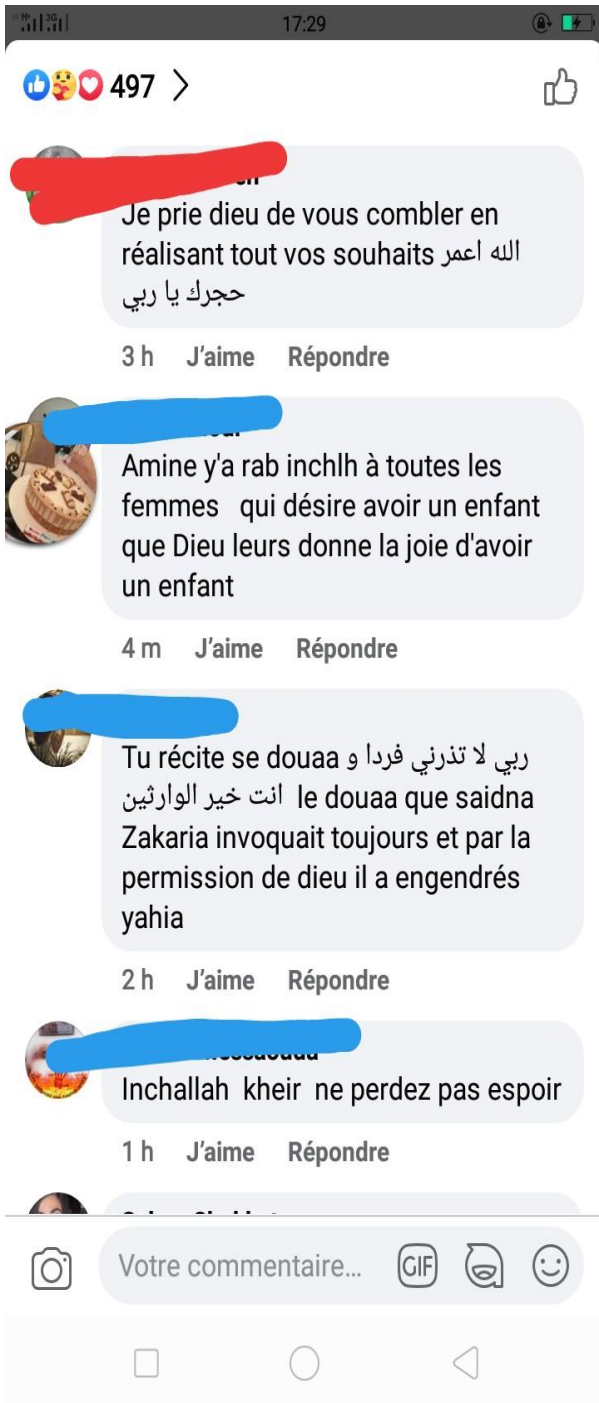 17:29
497
Je prie dieu de vous combler en
réalisant tout vos souhaits الله اعمر
حجرك يا ربي
3 h J'aime Répondre
Amine y'a rab inchlh à toutes les
femmes qui désire avoir un enfant
que Dieu leurs donne la joie d'avoir
un enfant
4 m J'aime Répondre
Tu récite se douaa ربي لا تذرني فردا و
انت خير الوارثين le douaa que saidna
Zakaria invoquait toujours et par la
permission de dieu il a engendrés
yahia
2 h J'aime Répondre
Inchallah kheir ne perdez pas espoir
1 h J'aime Répondre
Votre commentaire... GIF